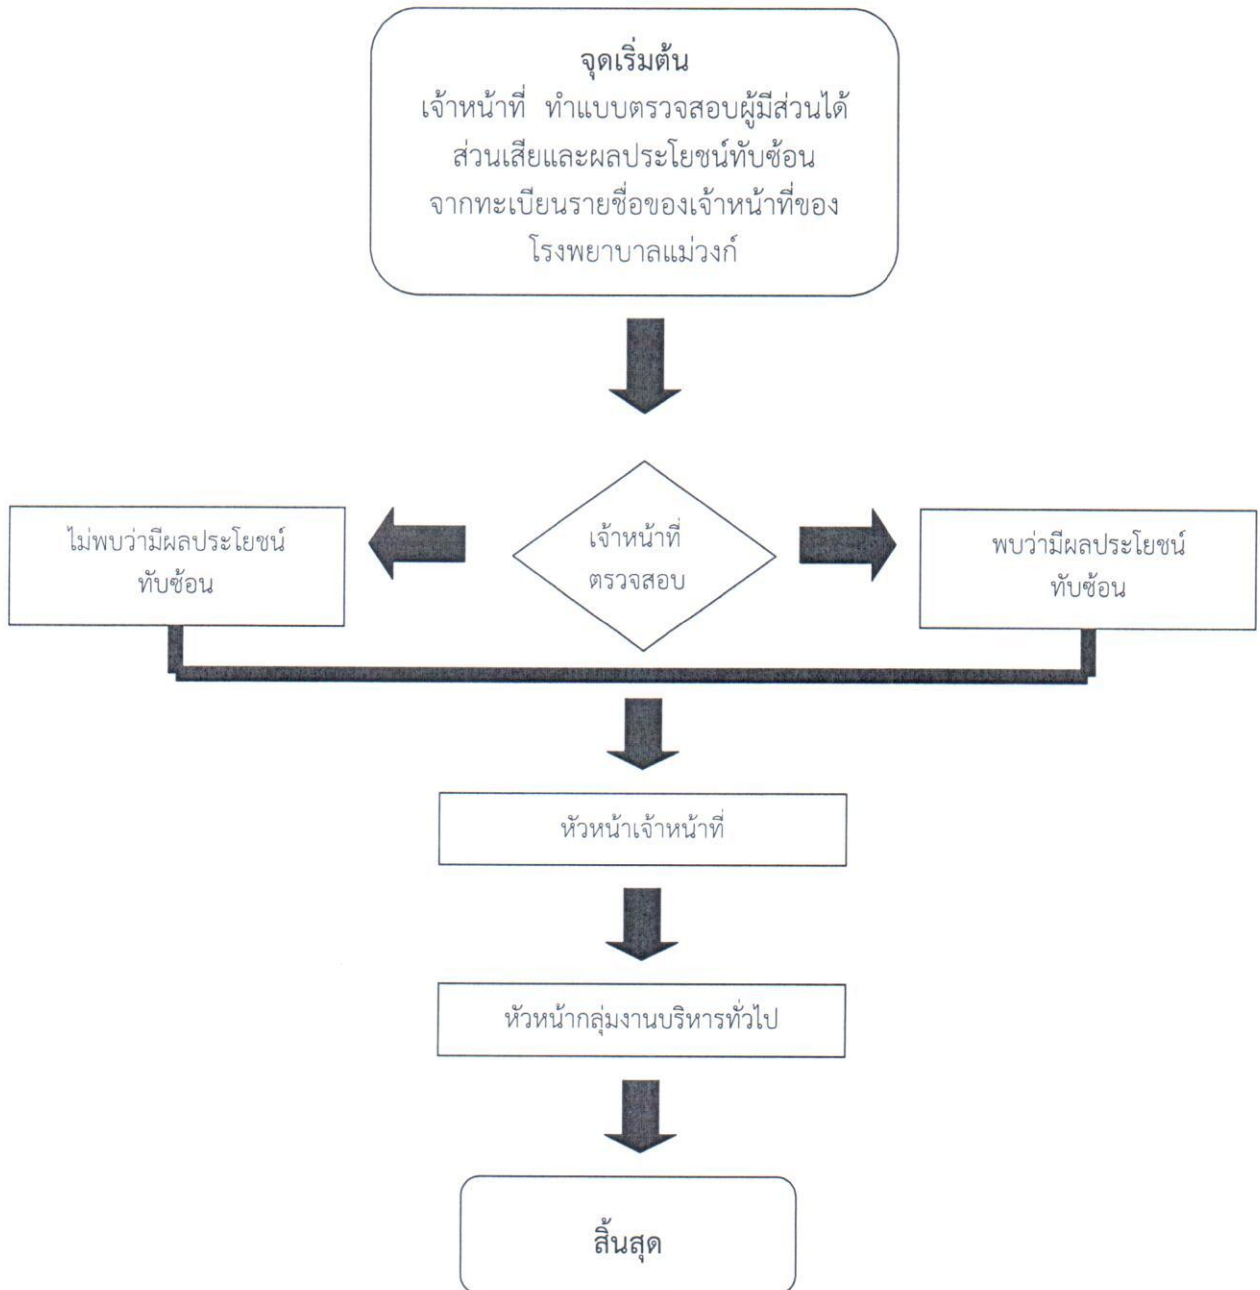 จุดเริ่มต้น
เจ้าหน้าที่ ทำแบบตรวจสอบผู้มีส่วนได้
ส่วนเสียและผลประโยชน์ทับซ้อน
จากทะเบียนรายชื่อของเจ้าหน้าที่ของ
โรงพยาบาลแม่วงก์
ไม่พบว่ามีผลประโยชน์
ทับซ้อน
เจ้าหน้าที่
ตรวจสอบ
พบว่ามีผลประโยชน์
ทับซ้อน
หัวหน้าเจ้าหน้าที่
หัวหน้ากลุ่มงานบริหารทั่วไป
สิ้นสุด